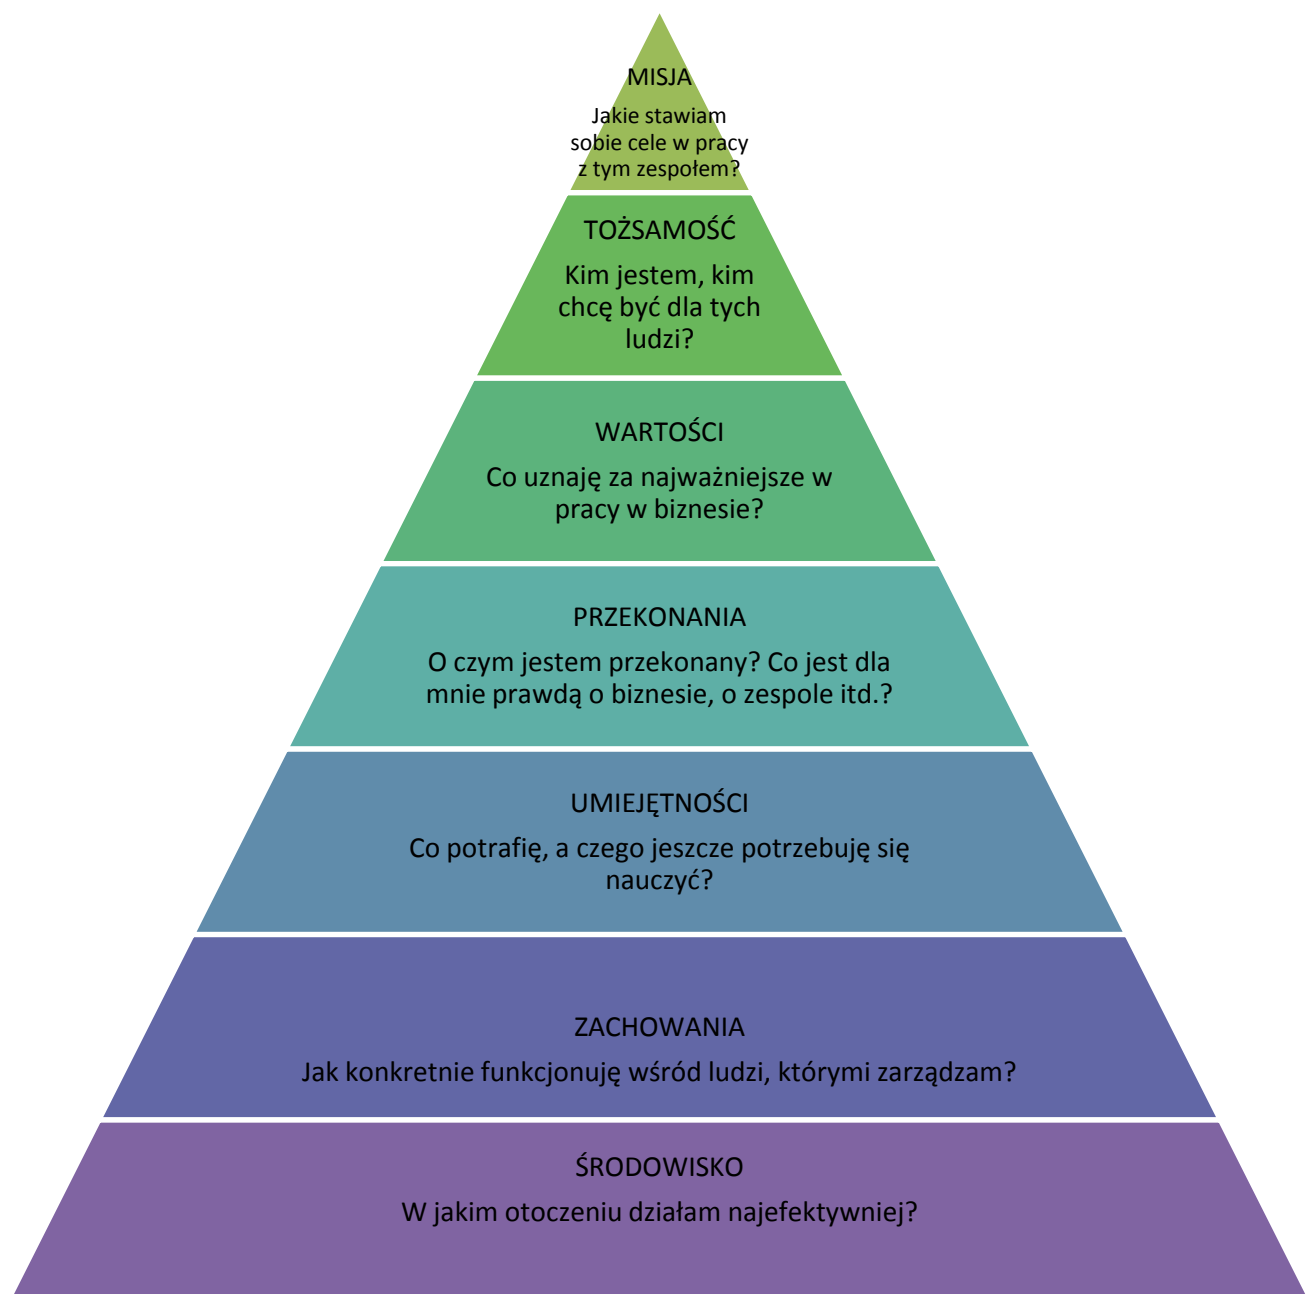 MISJA
Jakie stawiam
sobie cele w pracy
z tym zespołem?
TOŻSAMOŚĆ
Kim jestem, kim
chcę być dla tych
ludzi?
WARTOŚCI
Co uznaję za najważniejsze w
pracy w biznesie?
PRZEKONANIA
O czym jestem przekonany? Co jest dla
mnie prawdą o biznesie, o zespole itd.?
UMIEJĘTNOŚCI
Co potrafię, a czego jeszcze potrzebuję się
nauczyć?
ZACHOWANIA
Jak konkretnie funkcjonuję wśród ludzi, którymi zarządzam?
ŚRODOWISKO
W jakim otoczeniu działam najefektywniej?